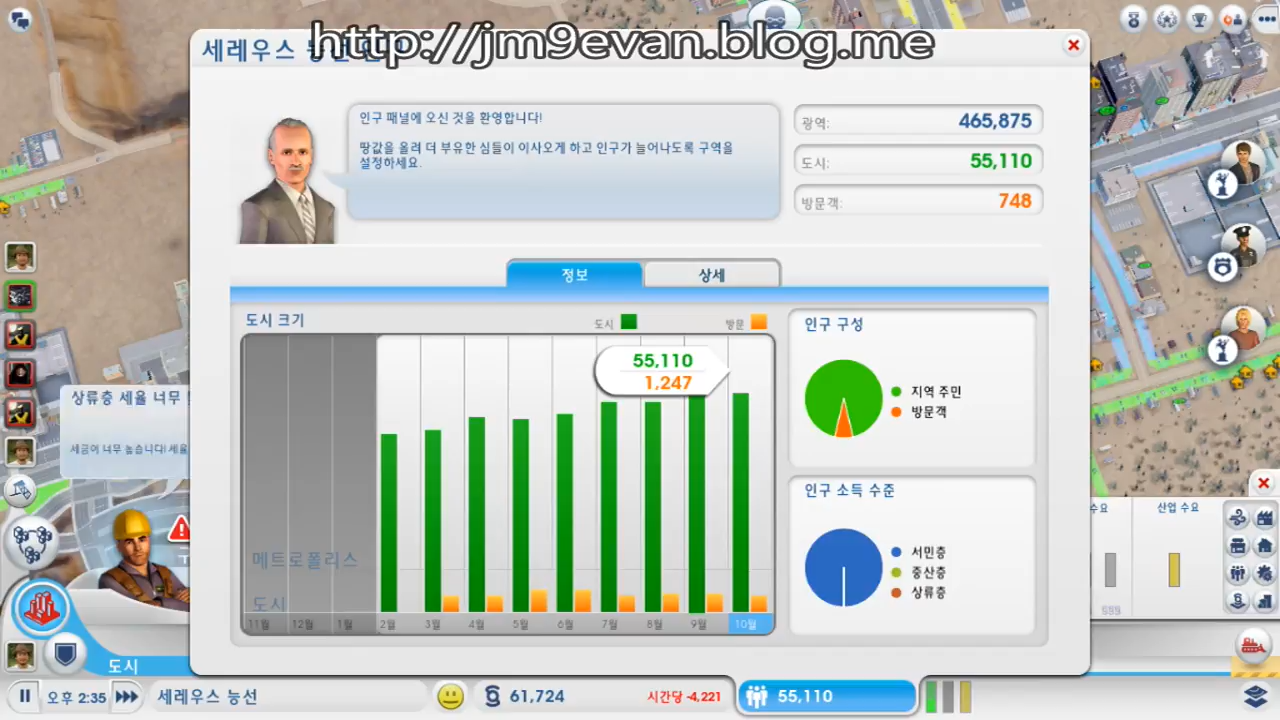 세레우스 능선
http://jm9evan.blog.me
인구 패널에 오신 것을 환영합니다!
땅값을 올려 더 부유한 심들이 이사오게 하고 인구가 늘어나도록 구역을
설정하세요.
광역: 465,875
도시: 55,110
방문객: 748
정보
상세
도시 크기
도시
방문
55,110
1,247
메트로폴리스
도시
11월 12월 1월 2월 3월 4월 5월 6월 7월 8월 9월 10월
인구 구성
지역 주민
방문객
인구 소득 수준
서민층
중산층
상류층
상류층 세율 너무
세금이 너무 높습니다! 세율
산업 수요
도시
오후 2:35
세레우스 능선
61,724
시간당 -4,221
55,110